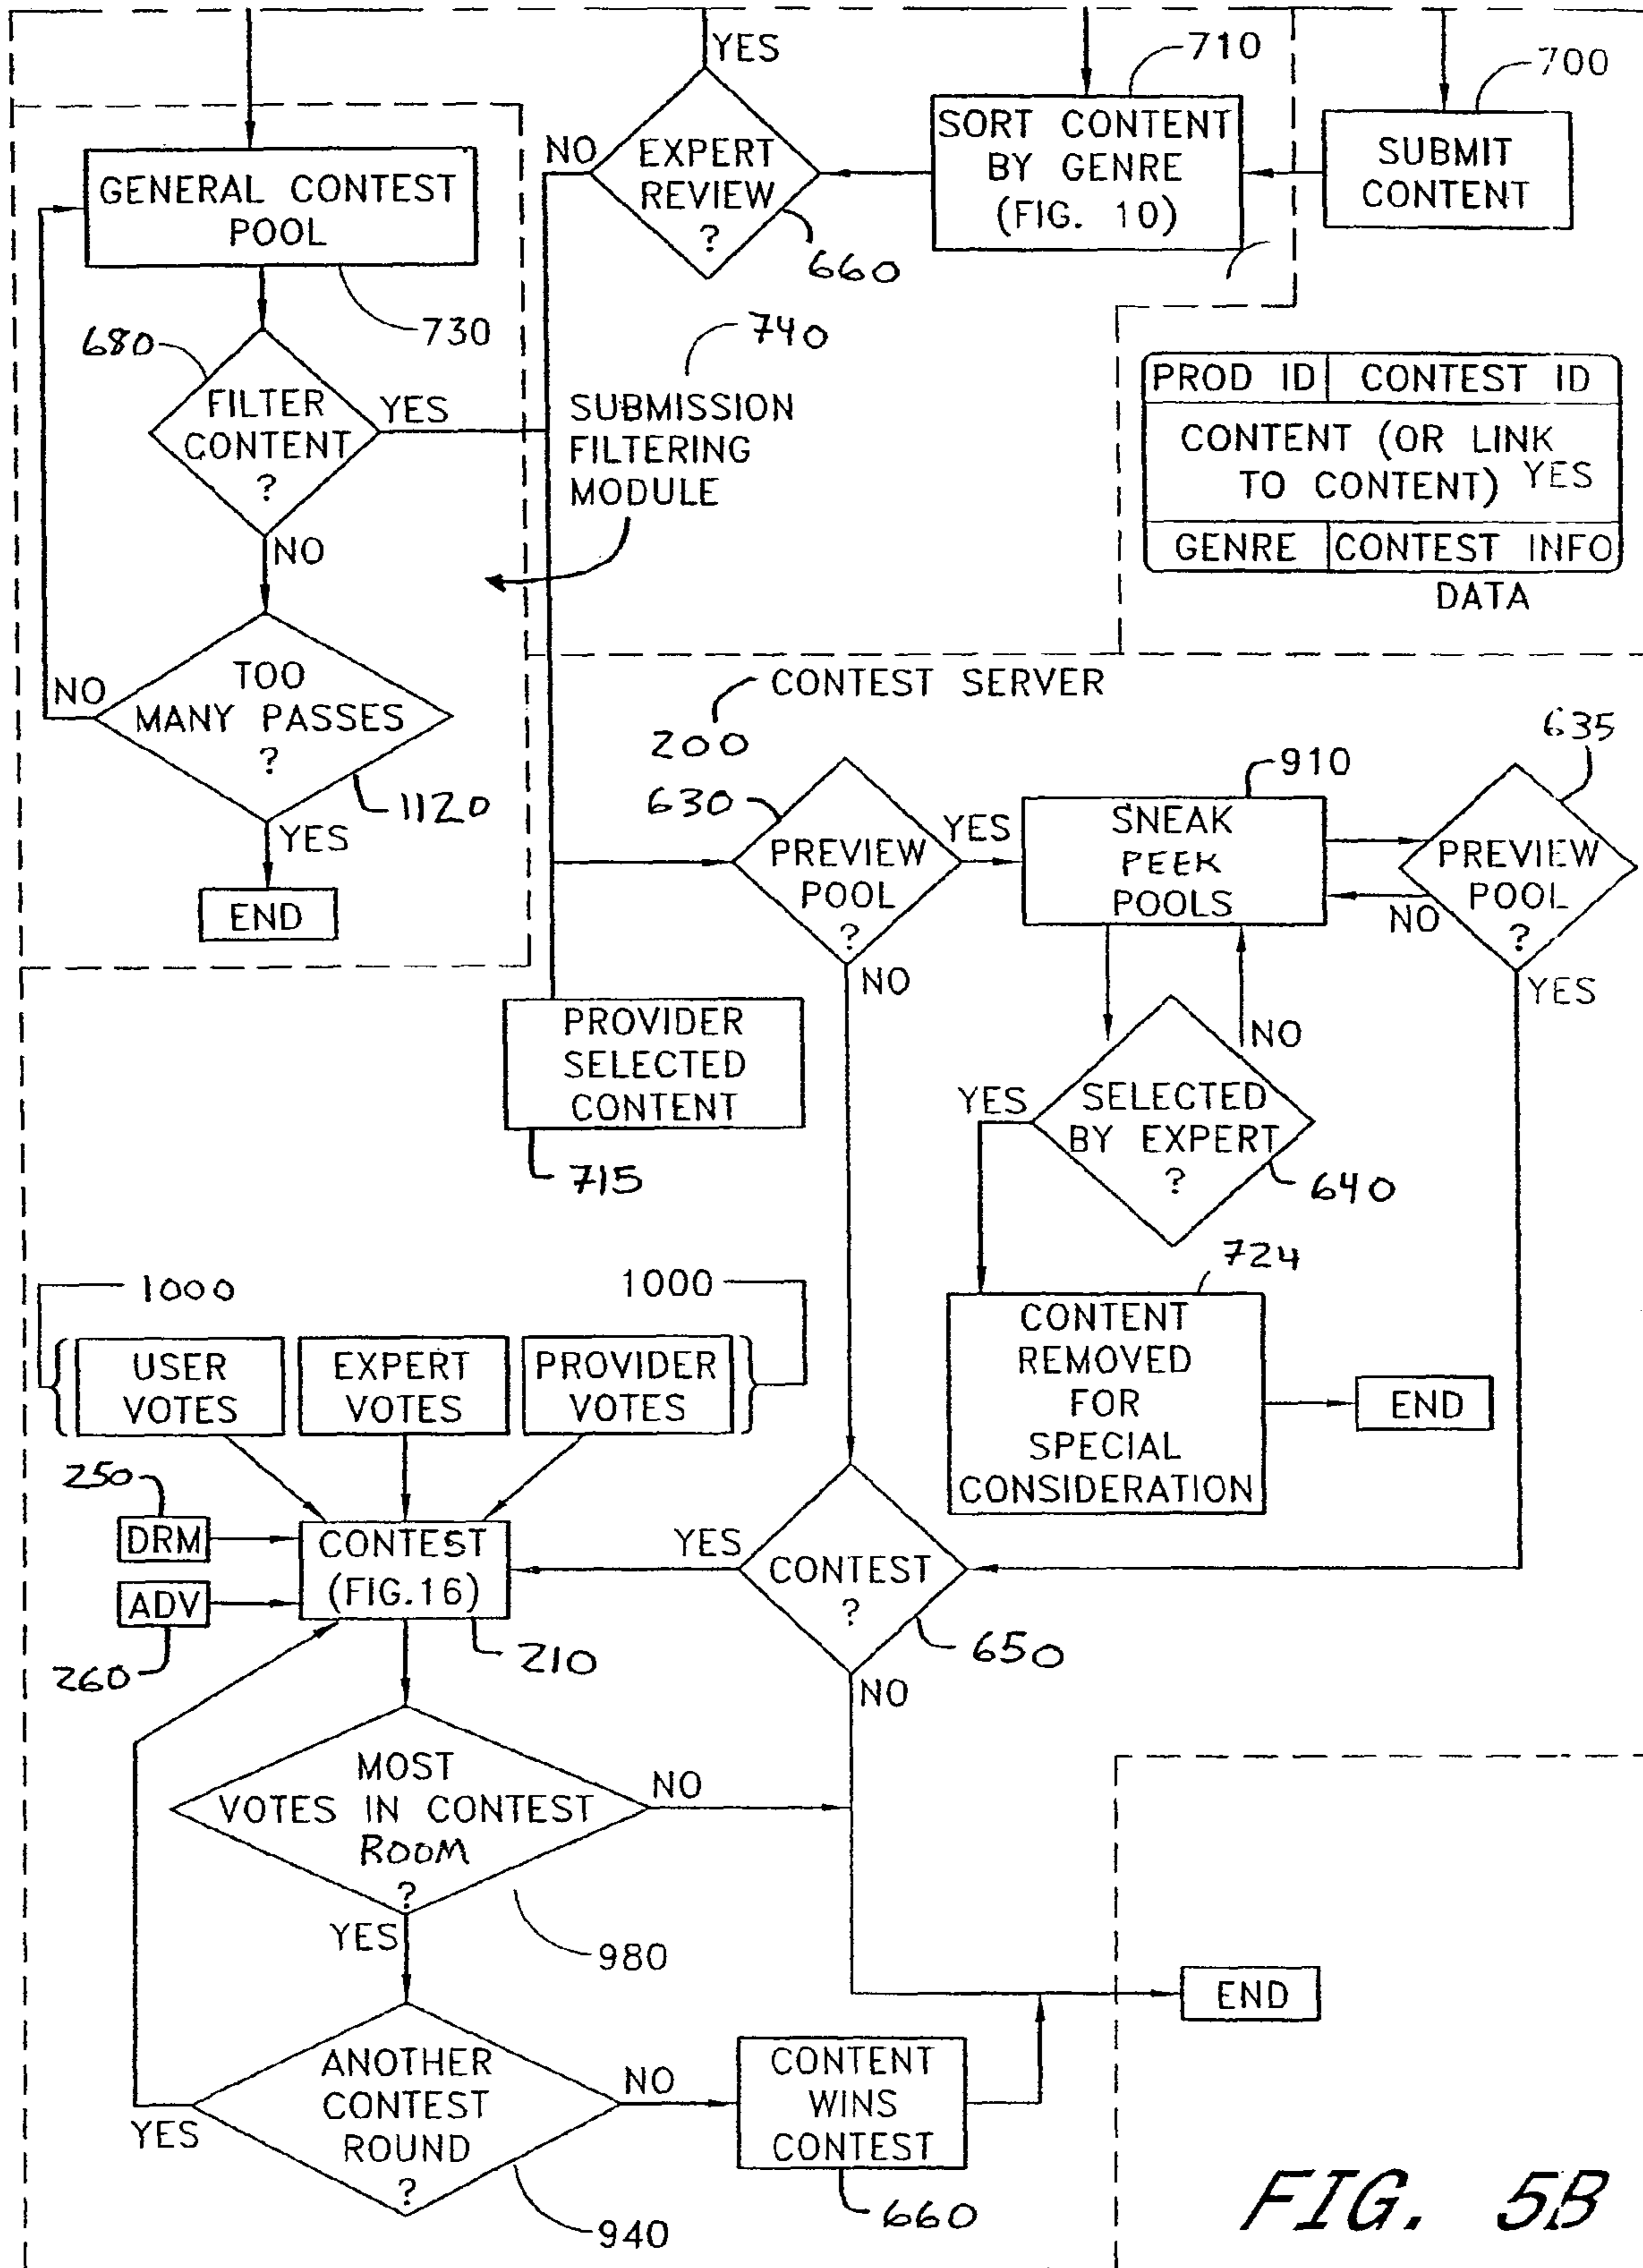 YES
710
700
SORT CONTENT
BY GENRE
(FIG. 10)
SUBMIT
CONTENT
NO
EXPERT
REVIEW
?
660
GENERAL CONTEST
POOL
730
680
740
FILTER
CONTENT
?
YES
SUBMISSION
FILTERING
MODULE
PROD ID
CONTEST ID
CONTENT (OR LINK
TO CONTENT)
YES
GENRE
CONTEST INFO
DATA
NO
TOO
MANY PASSES
?
NO
1120
YES
END
CONTEST SERVER
200
630
PREVIEW
POOL
?
YES
910
SNEAK
PEEK
POOLS
635
PREVIEW
POOL
?
NO
YES
NO
PROVIDER
SELECTED
CONTENT
715
NO
YES
SELECTED
BY EXPERT
?
640
724
CONTENT
REMOVED
FOR
SPECIAL
CONSIDERATION
END
1000
1000
USER
VOTES
EXPERT
VOTES
PROVIDER
VOTES
250
DRM
ADV
260
CONTEST
(FIG.16)
210
YES
CONTEST
?
650
NO
MOST
VOTES IN CONTEST
ROOM
?
NO
YES
980
END
ANOTHER
CONTEST
ROUND
?
YES
NO
940
CONTENT
WINS
CONTEST
660
FIG. 5B